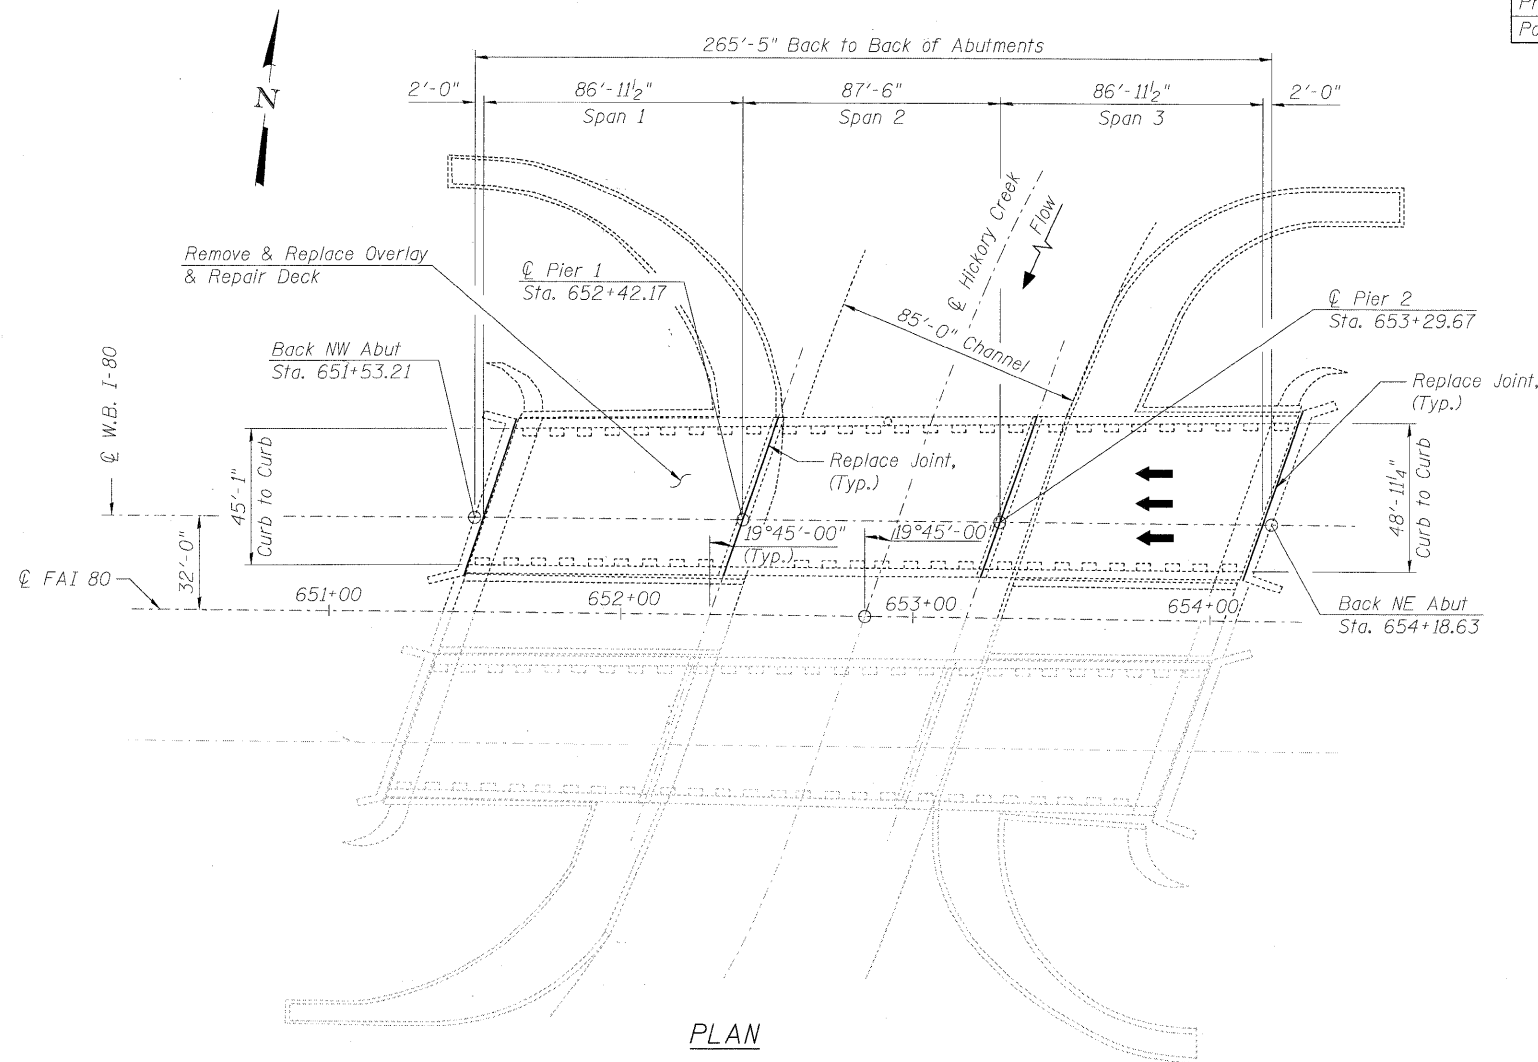 265'-5" Back to Back of Abutments
2'-0"
86'-11½"
Span 1
87'-6"
Span 2
86'-11½"
Span 3
2'-0"
N
Remove & Replace Overlay
& Repair Deck
℄ Pier 1
Sta. 652+42.17
℄ Hickory Creek
Flow
85'-0" Channel
℄ Pier 2
Sta. 653+29.67
Back NW Abut
Sta. 651+53.21
℄ W.B. I-80
Replace Joint,
(Typ.)
Replace Joint,
(Typ.)
45'-1"
Curb to Curb
48'-11¼"
Curb to Curb
19°45'-00"
(Typ.)
19°45'-00"
32'-0"
℄ FAI 80
651+00
652+00
653+00
654+00
Back NE Abut
Sta. 654+18.63
PLAN